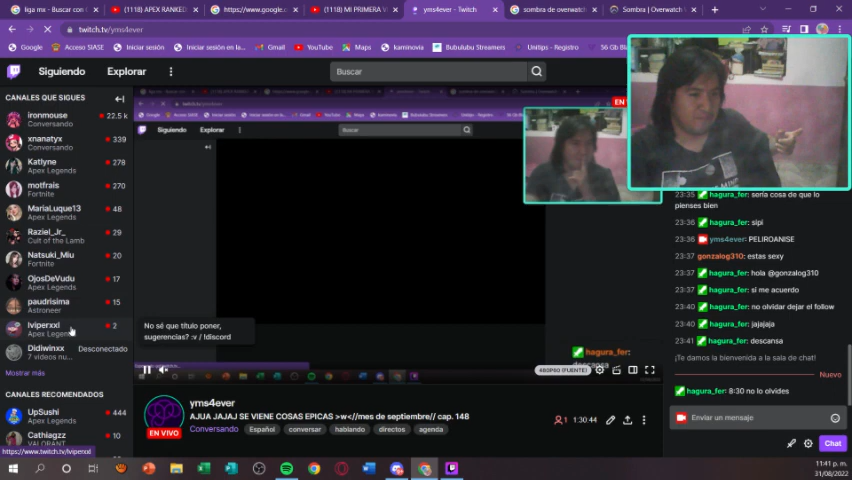 liga ma - Buscar con
(1118) APEX RANKED
https://www.google.c
(1118) MI PRIMERA V
yms4ever - Twitch
sombra de overwatch
Sombra | Overwatch
twitch.tv/yms4ever
Google
Acceso SIASE
Iniciar sesión
Iniciar sesión en la...
Gmail
YouTube
Maps
kaminovia
Bubulubu Streamers
Unitips - Registro
56 Gb Bla
Siguiendo
Explorar
Buscar
CANALES QUE SIGUES
ironmouse
22.5 k
Conversando
xnanatyx
339
Conversando
Katlyne
278
Apex Legends
motfrais
270
Fortnite
MariaLuque13
48
Apex Legends
Raziel_Jr_
29
Cult of the Lamb
Natsuki_Miu
20
Fortnite
OjosDeVudu
17
Apex Legends
paudrisima
15
Astroneer
lviperxxl
2
Apex Legends
Didiwinxx
Desconectado
7 videos nu...
Mostrar más
CANALES RECOMENDADOS
UpSushi
444
Apex Legends
Cathiagzz
10
VALORANT
https://www.twitch.tv/lviperxxl
Siguiendo
Explorar
Buscar
EN
No sé que título poner,
sugerencias? :v / !discord
hagura_fer:
descansa
480P60 (FUENTE)
EN VIVO
yms4ever
AJUA JAJAJ SE VIENE COSAS EPICAS >w<//mes de septiembre// cap. 148
Conversando
Español
conversar
hablando
directos
agenda
1
1:30:44
23:35 hagura_fer: sería cosa de que lo
pienses bien
23:36 hagura_fer: sipi
23:36 yms4ever: PELIROANISE
23:37 gonzalog310: estas sexy
23:37 hagura_fer: hola @gonzalog310
23:37 hagura_fer: si me acuerdo
23:40 hagura_fer: no olvidar dejar el follow
23:40 hagura_fer: jajajaja
23:41 hagura_fer: descansa
¡Te damos la bienvenida a la sala de chat!
Nuevo
hagura_fer: 8:30 no lo olvides
Enviar un mensaje
Chat
11:41 p. m.
31/08/2022